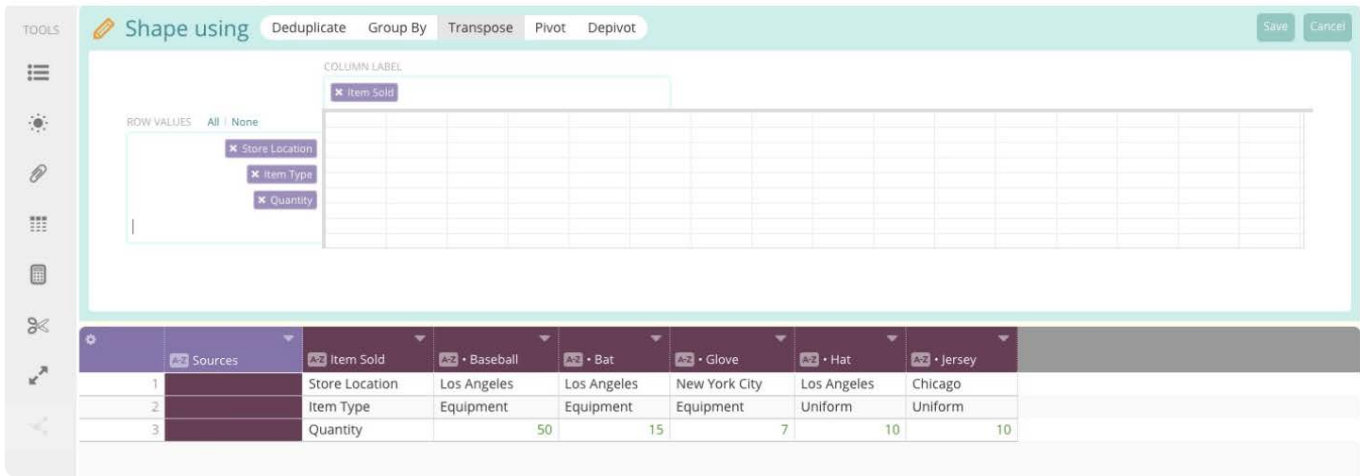 TOOLS
Shape using Deduplicate Group By Transpose Pivot Depivot Save Cancel
COLUMN LABEL
× Item Sold
ROW VALUES All | None
× Store Location
× Item Type
× Quantity
A-Z Sources A-Z Item Sold A-Z • Baseball A-Z • Bat A-Z • Glove A-Z • Hat A-Z • Jersey
1 Store Location Los Angeles Los Angeles New York City Los Angeles Chicago
2 Item Type Equipment Equipment Equipment Uniform Uniform
3 Quantity 50 15 7 10 10